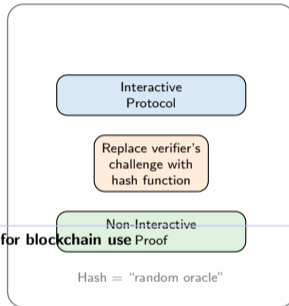 Interactive
Protocol
Replace verifier's
challenge with
hash function
Non-Interactive
for blockchain use
Proof
Hash = “random oracle”